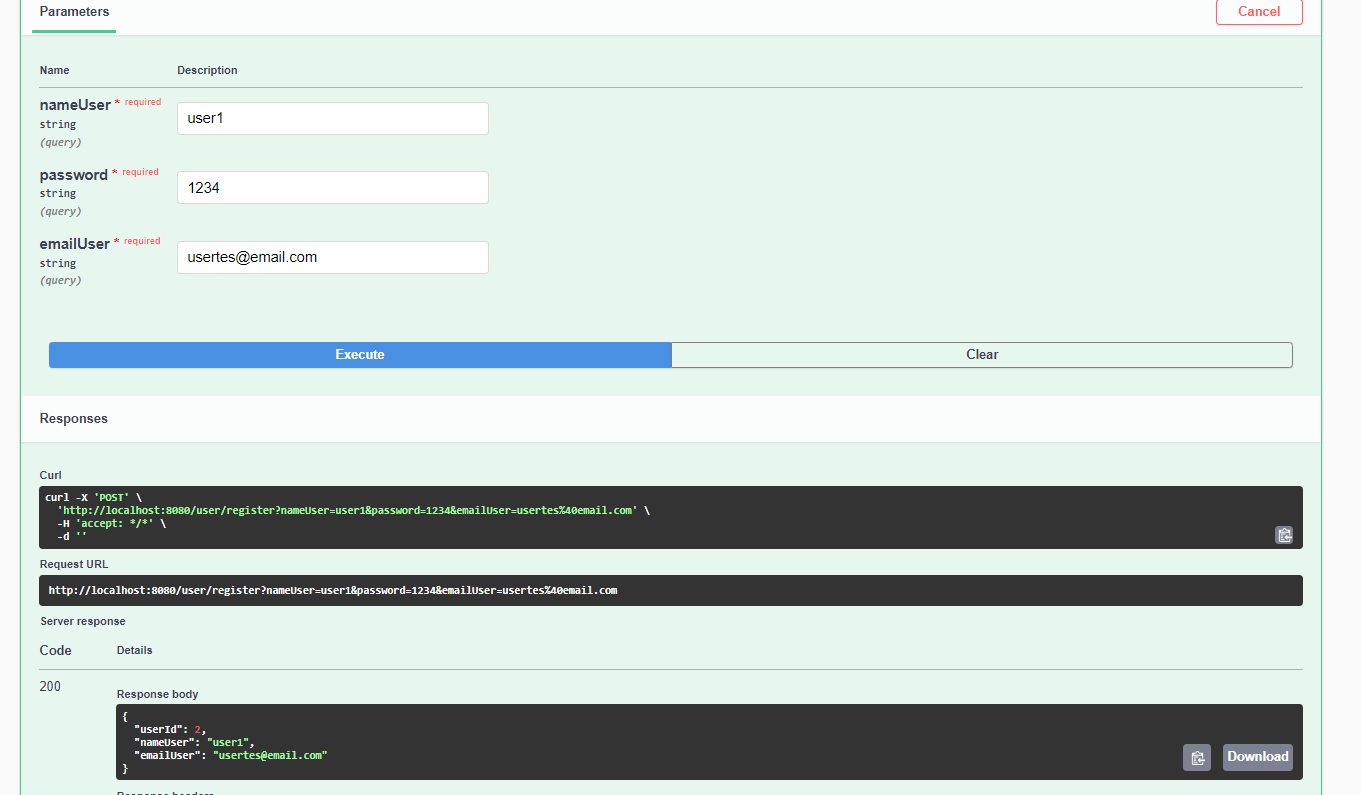 Parameters
Cancel
Name Description
nameUser * required
string
(query)
user1
password * required
string
(query)
1234
emailUser * required
string
(query)
usertes@email.com
Execute Clear
Responses
Curl
curl -X 'POST' \
'http://localhost:8080/user/register?nameUser=user1&password=1234&emailUser=usertes%40email.com' \
-H 'accept: */*' \
-d ''
Request URL
http://localhost:8080/user/register?nameUser=user1&password=1234&emailUser=usertes%40email.com
Server response
Code Details
200
Response body
{
"userId": 2,
"nameUser": "user1",
"emailUser": "usertes@email.com"
}
Download
Response headers